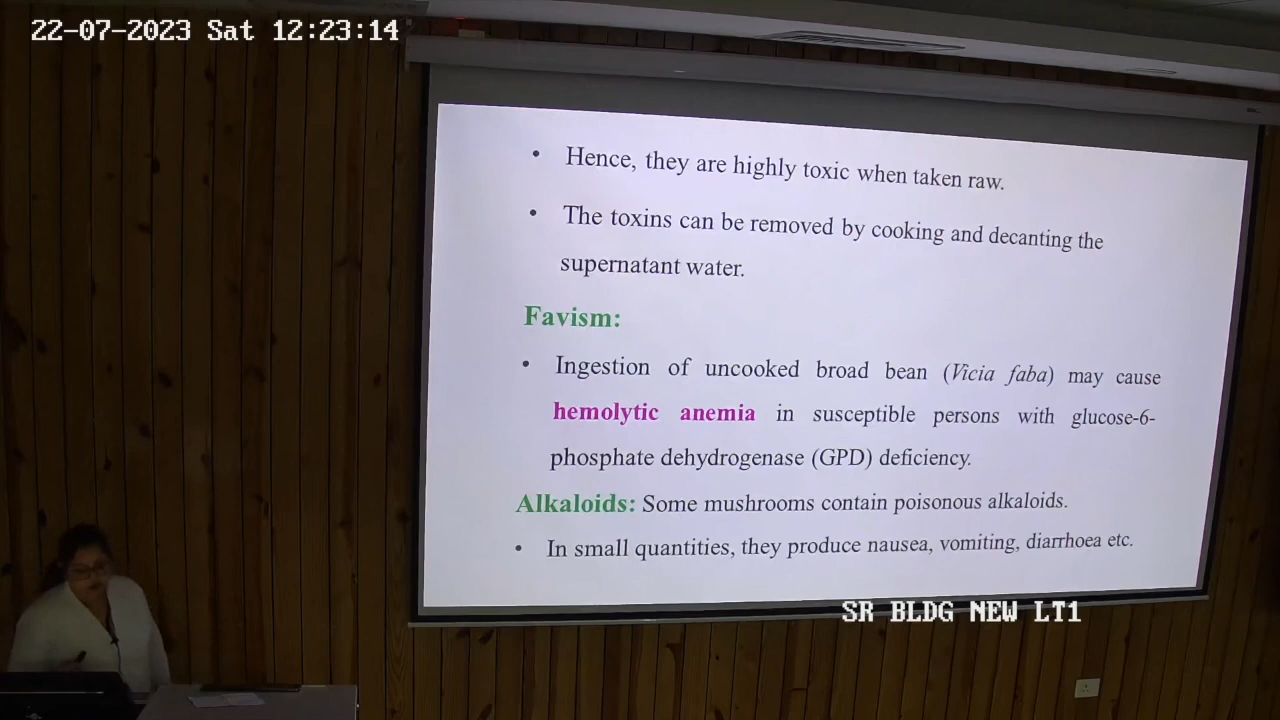 22-07-2023 Sat 12:23:14
• Hence, they are highly toxic when taken raw.
• The toxins can be removed by cooking and decanting the
supernatant water.
Favism:
• Ingestion of uncooked broad bean (Vicia faba) may cause
hemolytic anemia in susceptible persons with glucose-6-
phosphate dehydrogenase (GPD) deficiency.
Alkaloids: Some mushrooms contain poisonous alkaloids.
• In small quantities, they produce nausea, vomiting, diarrhoea etc.
SR BLDG NEW LT1